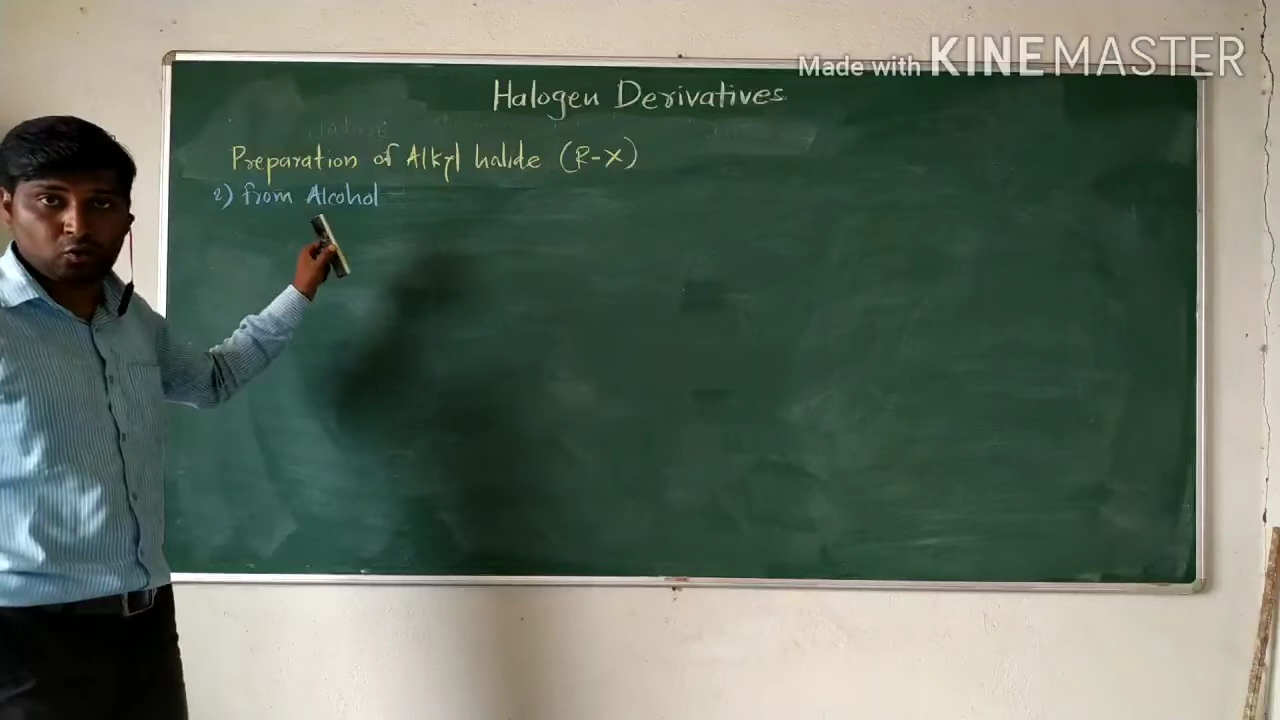 Made with KINEMASTER
Halogen Derivatives
Preparation of Alkyl halide (R-X)
2) from Alcohol